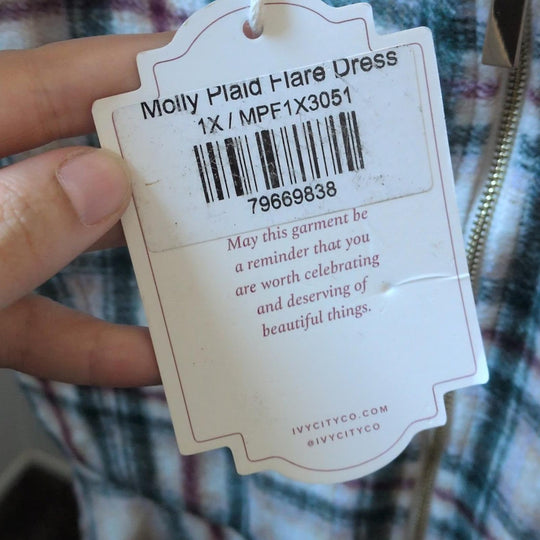 Molly Plaid Flare Dress
1X / MPF1X3051
79669838
May this garment be
a reminder that you
are worth celebrating
and deserving of
beautiful things.
IVYCITYCO.COM
@IVYCITYCO